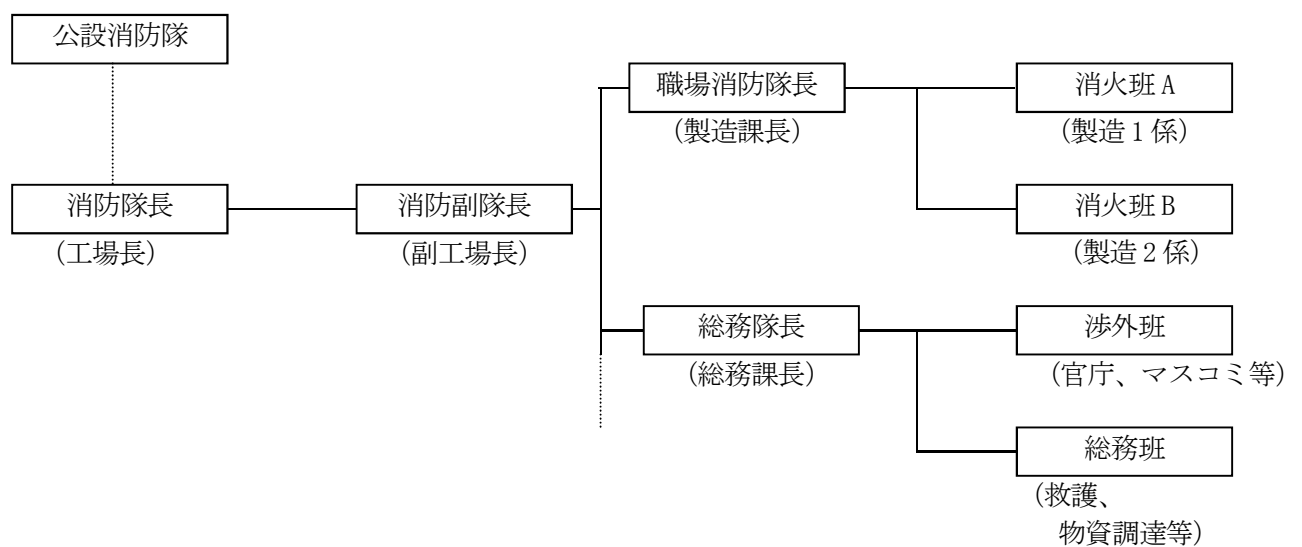 公設消防隊
職場消防隊長
(製造課長)
消火班 A
(製造 1 係)
消防隊長
(工場長)
消防副隊長
(副工場長)
消火班 B
(製造 2 係)
総務隊長
(総務課長)
渉外班
(官庁、マスコミ等)
総務班
(救護、
物資調達等)